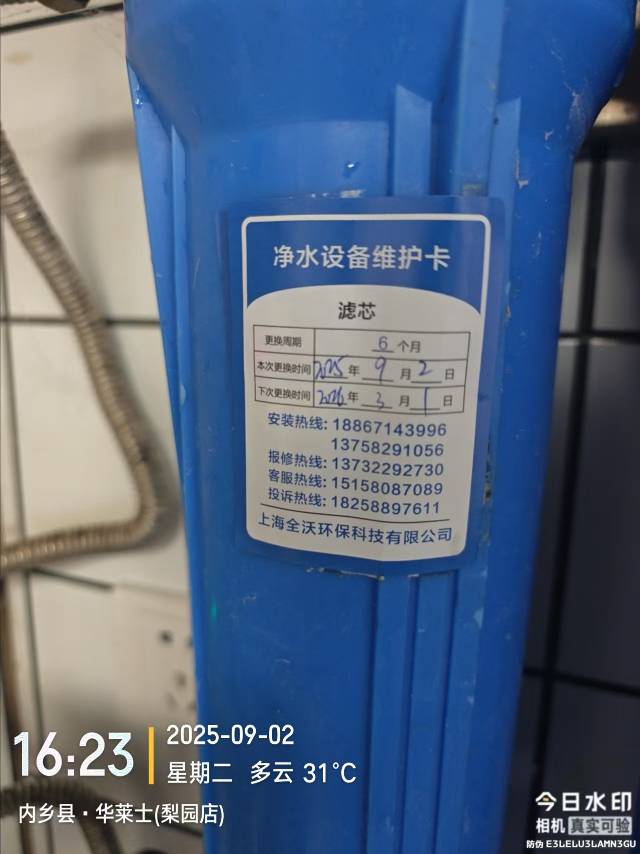 净水设备维护卡
滤芯
更换周期 6 个月
本次更换时间 2025 年 9 月 2 日
下次更换时间 2026 年 3 月 1 日
安装热线: 18867143996
13758291056
报修热线: 13732292730
客服热线: 15158087089
投诉热线: 18258897611
上海全沃环保科技有限公司
16:23
2025-09-02
星期二 多云 31℃
内乡县·华莱士(梨园店)
今日水印
相机 真实可验
防伪 E3LELU3LAMN3GU